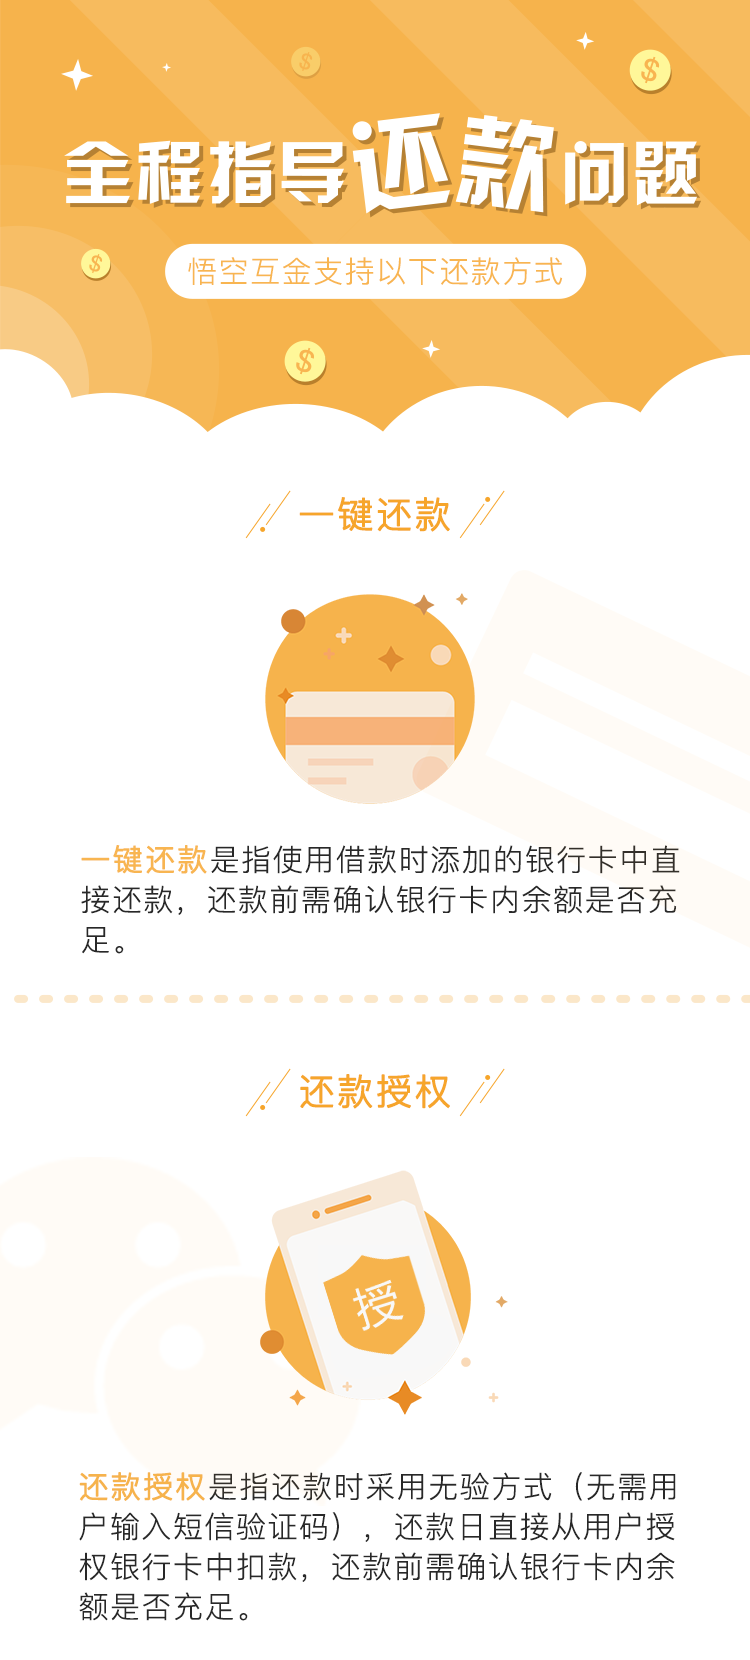 全程指导还款问题
悟空互金支持以下还款方式
一键还款
一键还款是指使用借款时添加的银行卡中直
接还款，还款前需确认银行卡内余额是否充
足。
还款授权
授
还款授权是指还款时采用无验方式（无需用
户输入短信验证码），还款日直接从用户授
权银行卡中扣款，还款前需确认银行卡内余
额是否充足。